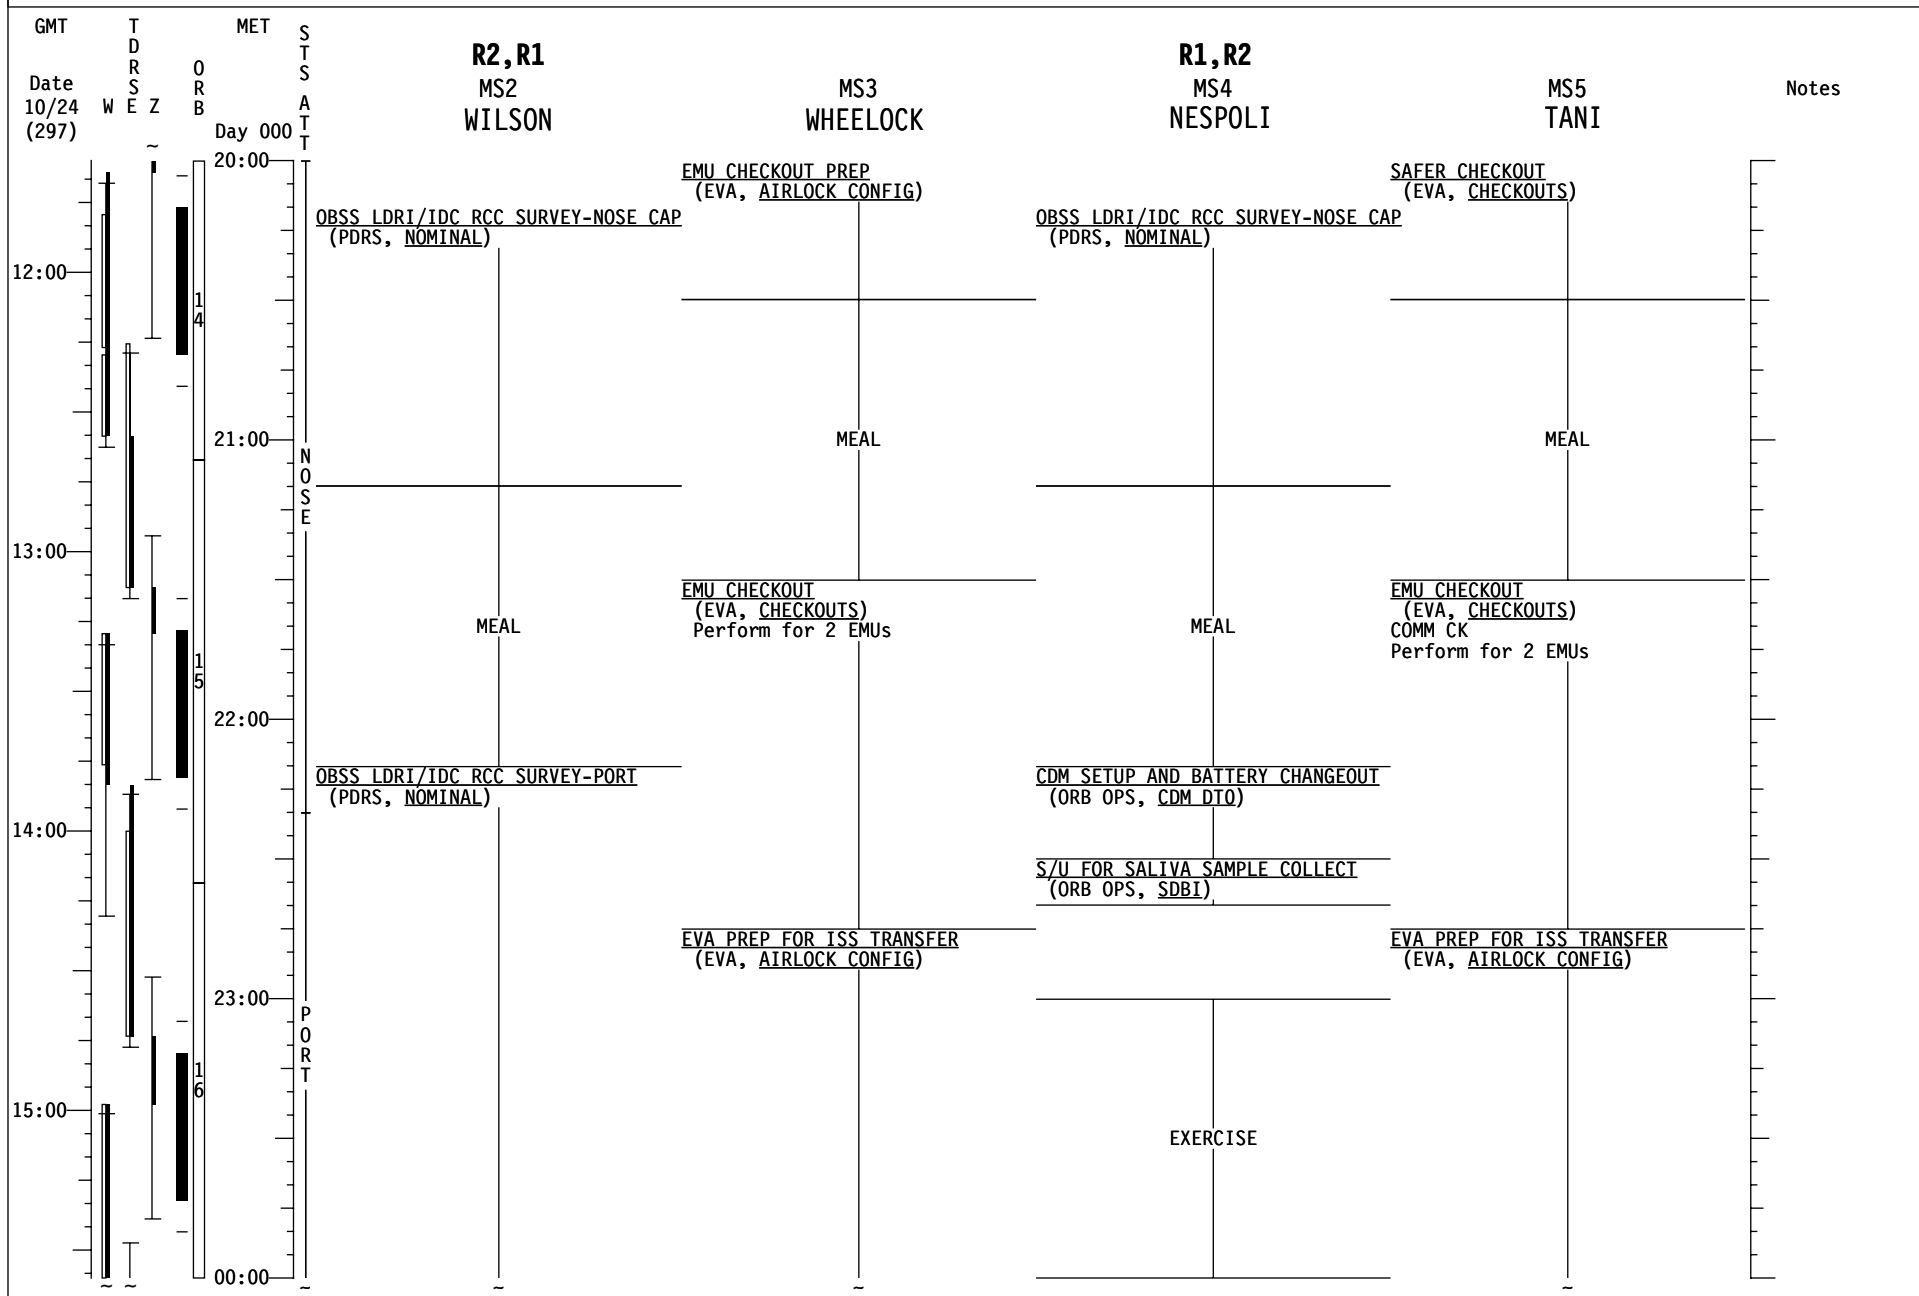 GMT
TDRS
MET
STS ATT
ORB
Date
10/24
(297)
W E Z
Day 000
R2,R1
MS2
WILSON
MS3
WHEELOCK
R1,R2
MS4
NESPOLI
MS5
TANI
Notes
~
20:00
EMU CHECKOUT PREP
(EVA, AIRLOCK CONFIG)
SAFER CHECKOUT
(EVA, CHECKOUTS)
OBSS LDRI/IDC RCC SURVEY-NOSE CAP
(PDRS, NOMINAL)
OBSS LDRI/IDC RCC SURVEY-NOSE CAP
(PDRS, NOMINAL)
12:00
14
21:00
MEAL
MEAL
NOSE
13:00
EMU CHECKOUT
(EVA, CHECKOUTS)
Perform for 2 EMUs
EMU CHECKOUT
(EVA, CHECKOUTS)
COMM CK
Perform for 2 EMUs
MEAL
MEAL
15
22:00
OBSS LDRI/IDC RCC SURVEY-PORT
(PDRS, NOMINAL)
CDM SETUP AND BATTERY CHANGEOUT
(ORB OPS, CDM DTO)
14:00
S/U FOR SALIVA SAMPLE COLLECT
(ORB OPS, SDBI)
EVA PREP FOR ISS TRANSFER
(EVA, AIRLOCK CONFIG)
EVA PREP FOR ISS TRANSFER
(EVA, AIRLOCK CONFIG)
23:00
PORT
16
15:00
EXERCISE
00:00
~ ~ ~ ~ ~ ~